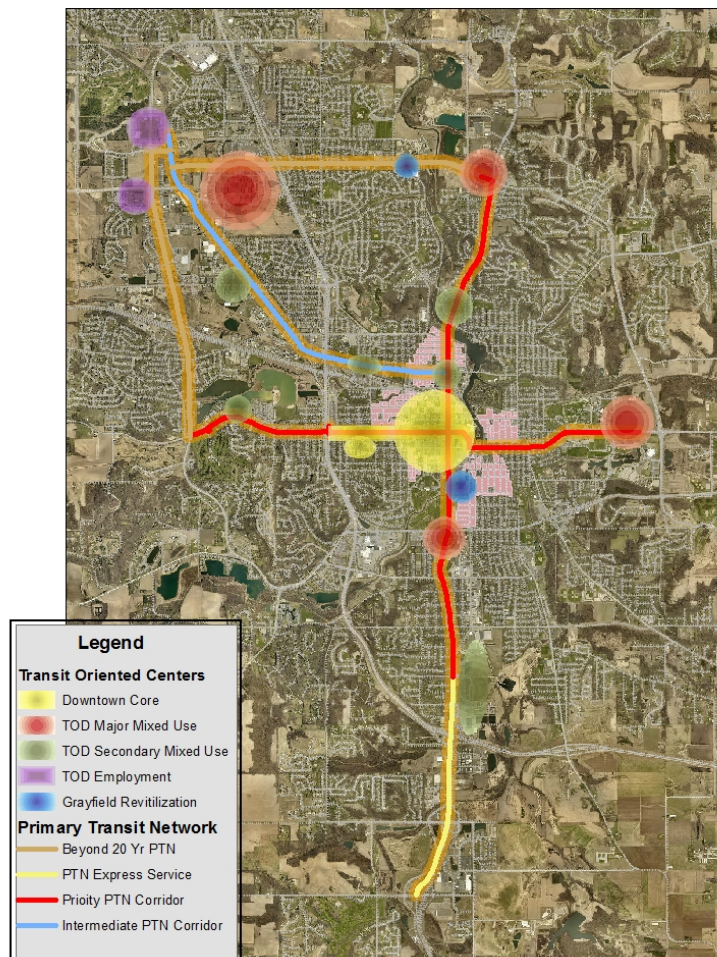 Legend
Transit Oriented Centers
Downtown Core
TOD Major Mixed Use
TOD Secondary Mixed Use
TOD Employment
Grayfield Revitilization
Primary Transit Network
Beyond 20 Yr PTN
PTN Express Service
Prioity PTN Corridor
Intermediate PTN Corridor